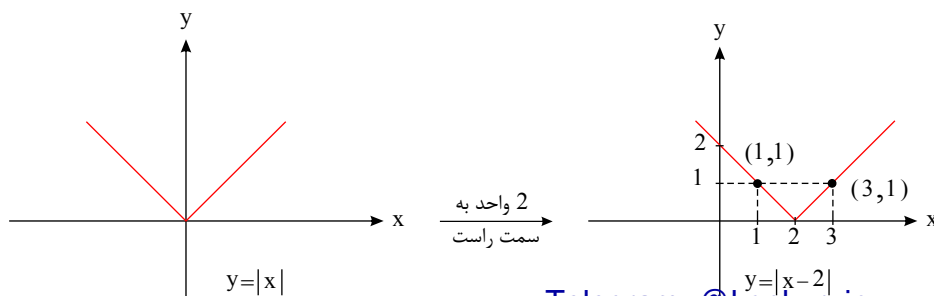 y
x
y=|x|
2 واحد به
سمت راست
y
2
1
(1,1)
(3,1)
x
1 2 3
y=|x−2|